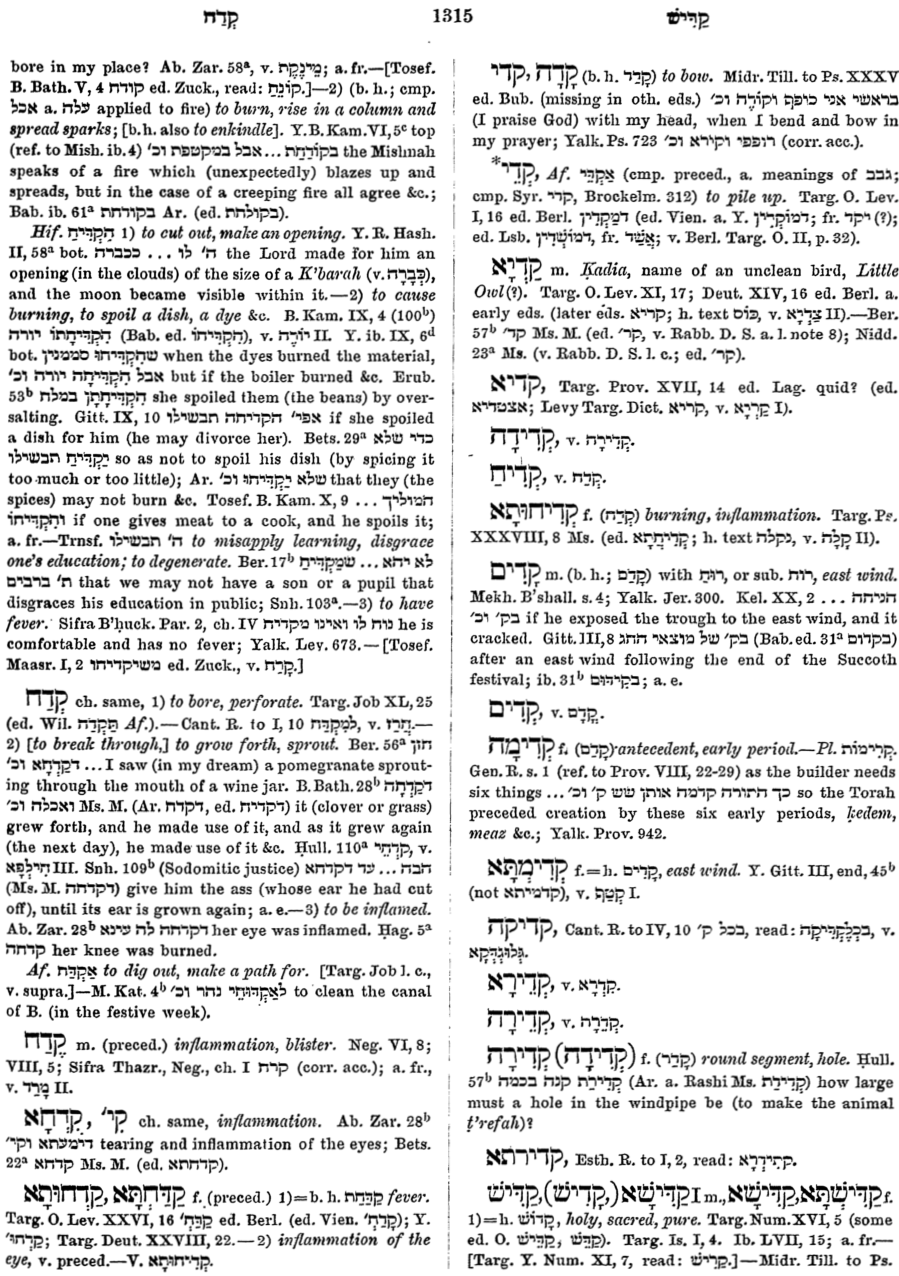 קְדַח 1315 קַדִּישׁ
bore in my place? Ab. Zar. 58ᵃ, v. מֵינֶקֶת; a. fr.—[Tosef.
B. Bath. V, 4 קודח ed. Zuck., read: קוֹנֵחַ.]—2) (b. h.; cmp.
אכל a. עלה applied to fire) to burn, rise in a column and
spread sparks; [b. h. also to enkindle]. Y. B. Kam. VI, 5ᶜ top
(ref. to Mish. ib. 4) בקודחת ... אבל במקטפת וכ׳ the Mishnah
speaks of a fire which (unexpectedly) blazes up and
spreads, but in the case of a creeping fire all agree &c.;
Bab. ib. 61ᵃ בקודחת Ar. (ed. בקולחת).
Hif. הִקְדִּיחַ 1) to cut out, make an opening. Y. R. Hash.
II, 58ᵃ bot. ה׳ לו ... ככברה the Lord made for him an
opening (in the clouds) of the size of a K'barah (v. כְּבָרָה),
and the moon became visible within it.—2) to cause
burning, to spoil a dish, a dye &c. B. Kam. IX, 4 (100ᵇ)
הִקְדִּיחָתוֹ יורה (Bab. ed. הִקְדִּיחוֹ), v. יוֹרָה II. Y. ib. IX, 6ᵈ
bot. שהִקְדִּיחוּ סממנין when the dyes burned the material,
אבל הִקְדִּיחָה יורה וכ׳ but if the boiler burned &c. Erub.
53ᵇ הִקְדִּיחָתָן במלח she spoiled them (the beans) by over-
salting. Gitt. IX, 10 אפי׳ הקדיחה תבשילו if she spoiled
a dish for him (he may divorce her). Bets. 29ᵃ כדי שלא
יַקְדִּיחַ תבשילו so as not to spoil his dish (by spicing it
too much or too little); Ar. שלא יַקְדִּיחוּ וכ׳ that they (the
spices) may not burn &c. Tosef. B. Kam. X, 9 ... המוליך
והִקְדִּיחוֹ if one gives meat to a cook, and he spoils it;
a. fr.—Trnsf. ה׳ תבשילו to misapply learning, disgrace
one's education; to degenerate. Ber. 17ᵇ לא יהא ... שמַקְדִּיחַ
ת׳ ברבים that we may not have a son or a pupil that
disgraces his education in public; Snh. 103ᵃ.—3) to have
fever. Sifra B'ḥuck. Par. 2, ch. IV נוח לו ואינו מקדיח he is
comfortable and has no fever; Yalk. Lev. 673.—[Tosef.
Maasr. I, 2 משיקדיחו ed. Zuck., v. קָרַח.]
קְדַח ch. same, 1) to bore, perforate. Targ. Job XL, 25
(ed. Wil. תַּקְדַּח Af.).—Cant. R. to I, 10 לְמִקְדַּח, v. חֲרַז.—
2) [to break through,] to grow forth, sprout. Ber. 56ᵃ חזן
דקַדְחָא וכ׳ ... I saw (in my dream) a pomegranate sprout-
ing through the mouth of a wine jar. B. Bath. 28ᵇ דקַדְחָה
ואכלה וכ׳ Ms. M. (Ar. דקדח, ed. דקדיח) it (clover or grass)
grew forth, and he made use of it, and as it grew again
(the next day), he made use of it &c. Ḥull. 110ᵃ קְדָחֵי, v.
חִילְפָא III. Snh. 109ᵇ (Sodomitic justice) הבה ... עד דקדחא
(Ms. M. דקדחה) give him the ass (whose ear he had cut
off), until its ear is grown again; a. e.—3) to be inflamed.
Ab. Zar. 28ᵇ דקדחה לה עינא her eye was inflamed. Ḥag. 5ᵃ
קדחה her knee was burned.
Af. אַקְדַּח to dig out, make a path for. [Targ. Job l. c.,
v. supra.]—M. Kat. 4ᵇ לאַקְדּוּחֵי נהר וכ׳ to clean the canal
of B. (in the festive week).
קֶדַח m. (preced.) inflammation, blister. Neg. VI, 8;
VIII, 5; Sifra Thazr., Neg., ch. I קרח (corr. acc.); a. fr.,
v. מָרַד II.
קִדְחָא, קַ׳ ch. same, inflammation. Ab. Zar. 28ᵇ
דימעתא וקי׳ tearing and inflammation of the eyes; Bets.
22ᵃ קדחא Ms. M. (ed. קדחתא).
קַדַּחְתָּא, קַדְחוּתָא f. (preced.) 1)=b. h. קַדַּחַת fever.
Targ. O. Lev. XXVI, 16 קַדַּחְ׳ ed. Berl. (ed. Vien. קְדַחְ׳); Y.
קַדְחוּ׳; Targ. Deut. XXVIII, 22.—2) inflammation of the
eye, v. preced.—V. קְדִיחוּתָא.
קָדָה, קדי (b. h. קדד) to bow. Midr. Till. to Ps. XXXV
ed. Bub. (missing in oth. eds.) בראשי אני כופף וקודה וכ׳
(I praise God) with my head, when I bend and bow in
my prayer; Yalk. Ps. 723 רופפי וקירא וכ׳ (corr. acc.).
*קְדֵי, Af. אַקְדֵּי (cmp. preced., a. meanings of גבב;
cmp. Syr. קדי, Brockelm. 312) to pile up. Targ. O. Lev.
I, 16 ed. Berl. דמַקְדִין (ed. Vien. a. Y. דמוקדין; fr. יקד (?);
ed. Lsb. דמוֹשְׁדִין, fr. אֲשַׁד; v. Berl. Targ. O. II, p. 32).
קַדְיָא m. Ḳadia, name of an unclean bird, Little
Owl (?). Targ. O. Lev. XI, 17; Deut. XIV, 16 ed. Berl. a.
early eds. (later eds. קריא; h. text כּוֹס v. צַדְיָא II).—Ber.
57ᵇ קד׳ Ms. M. (ed. קר׳, v. Rabb. D. S. a. l. note 8); Nidd.
23ᵃ Ms. (v. Rabb. D. S. l. c.; ed. קר׳).
קדיא, Targ. Prov. XVII, 14 ed. Lag. quid? (ed.
אצטדיא; Levy Targ. Dict. קריא, v. קִרְיָא I).
קְדִידָה, v. קְדִירָה.
קְדִיחַ, v. קְדַח.
קְדִיחוּתָא f. (קְדַח) burning, inflammation. Targ. Ps.
XXXVIII, 8 Ms. (ed. קְדִיחָתָא; h. text נקלה, v. קָלָה II).
קָדִים m. (b. h.; קָדַם) with רוּחַ, or sub. רוח, east wind.
Mekh. B'shall. s. 4; Yalk. Jer. 300. Kel. XX, 2 ... הניחה
בק׳ וכ׳ if he exposed the trough to the east wind, and it
cracked. Gitt. III, 8 בק׳ של מוצאי החג (Bab. ed. 31ᵃ בקדום)
after an east wind following the end of the Succoth
festival; ib. 31ᵇ בקִידּוּם; a. e.
קְדִים, v. קֳדָם.
קְדִימָה f. (קָדַם) antecedent, early period.—Pl. קְדִימוֹת.
Gen. R. s. 1 (ref. to Prov. VIII, 22-29) as the builder needs
six things ... כך התורה קדמה אותן שש ק׳ וכ׳ so the Torah
preceded creation by these six early periods, ḳedem,
meaz &c.; Yalk. Prov. 942.
קְדִימְתָּא f.=h. קָדִים, east wind. Y. Gitt. III, end, 45ᵇ
(not קדמיתא), v. קְטַף I.
קדיקה, Cant. R. to IV, 10 בכל ק׳, read: בכְלֶקְדִּיקָה, v.
גְּלוּגְדְּקָא.
קְדֵירָא, v. קִדְרָא.
קְדֵירָה, v. קְדֵרָה.
קְדִירָה (קְדִידָה) f. (קדר) round segment, hole. Ḥull.
57ᵇ קְדִירַת קנה בכמה (Ar. a. Rashi Ms. קְדִידַת) how large
must a hole in the windpipe be (to make the animal
ṭ'refah)?
קדירתא, Esth. R. to I, 2, read: קָתֵידְרָא.
קַדִּישׁ, (קַדִּישׁ), קַדִּישָׁא I m., קַדִּישָׁא, קַדִּישְׁתָּא f.
1)=h. קָדוֹשׁ, holy, sacred, pure. Targ. Num. XVI, 5 (some
ed. O. קַדִּישׁ, קַדִּשׁ). Targ. Is. I, 4. Ib. LVII, 15; a. fr.—
[Targ. Y. Num. XI, 7, read: קְרִישׁ.]—Midr. Till. to Ps.